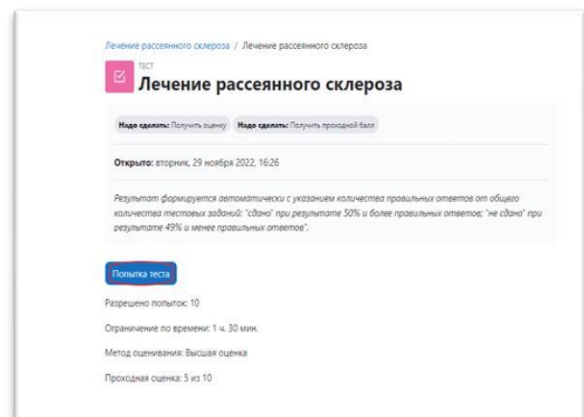 Лечение рассеянного склероза / Лечение рассеянного склероза
ТЕСТ
Лечение рассеянного склероза
Надо сделать: Получить оценку Надо сделать: Получить проходной балл
Открыто: вторник, 29 ноября 2022, 16:26
Результат формируется автоматически с указанием количества правильных ответов от общего
количества тестовых заданий: "сдано" при результате 50% и более правильных ответов; "не сдано" при
результате 49% и менее правильных ответов".
Попытка теста
Разрешено попыток: 10
Ограничение по времени: 1 ч. 30 мин.
Метод оценивания: Высшая оценка
Проходная оценка: 5 из 10